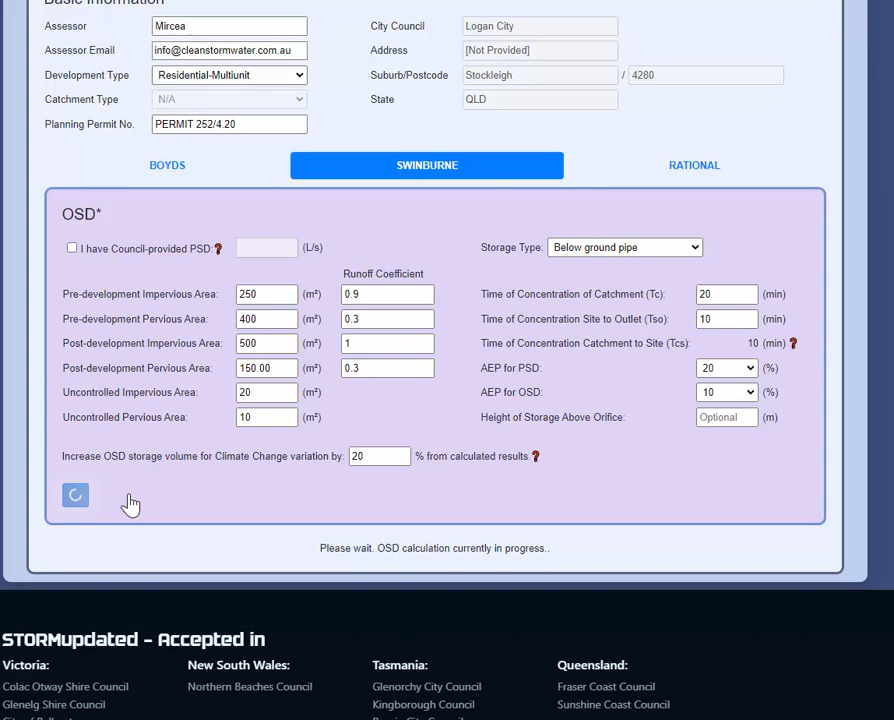 Basic Information
Assessor Mircea City Council Logan City
Assessor Email info@cleanstormwater.com.au Address [Not Provided]
Development Type Residential-Multiunit Suburb/Postcode Stockleigh / 4280
Catchment Type N/A State QLD
Planning Permit No. PERMIT 252/4.20
BOYDS SWINBURNE RATIONAL
OSD*
I have Council-provided PSD: ? (L/s) Storage Type: Below ground pipe
Runoff Coefficient
Pre-development Impervious Area: 250 (m²) 0.9 Time of Concentration of Catchment (Tc) 20 (min)
Pre-development Pervious Area: 400 (m²) 0.3 Time of Concentration Site to Outlet (Tso) 10 (min)
Post-development Impervious Area: 500 (m²) 1 Time of Concentration Catchment to Site (Tcs): 10 (min) ?
Post-development Pervious Area: 150.00 (m²) 0.3 AEP for PSD: 20 (%)
Uncontrolled Impervious Area: 20 (m²) AEP for OSD: 10 (%)
Uncontrolled Pervious Area: 10 (m²) Height of Storage Above Orifice: Optional (m)
Increase OSD storage volume for Climate Change variation by: 20 % from calculated results. ?
Please wait. OSD calculation currently in progress..
STORMupdated - Accepted in
Victoria: New South Wales: Tasmania: Queensland:
Colac Otway Shire Council Northern Beaches Council Glenorchy City Council Fraser Coast Council
Glenelg Shire Council Kingborough Council Sunshine Coast Council